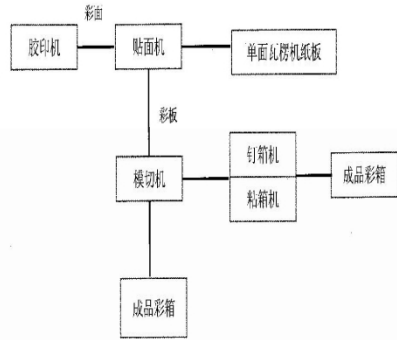 彩面
胶印机
贴面机
单面瓦楞机纸板
彩板
钉箱机
模切机
成品彩箱
粘箱机
成品彩箱